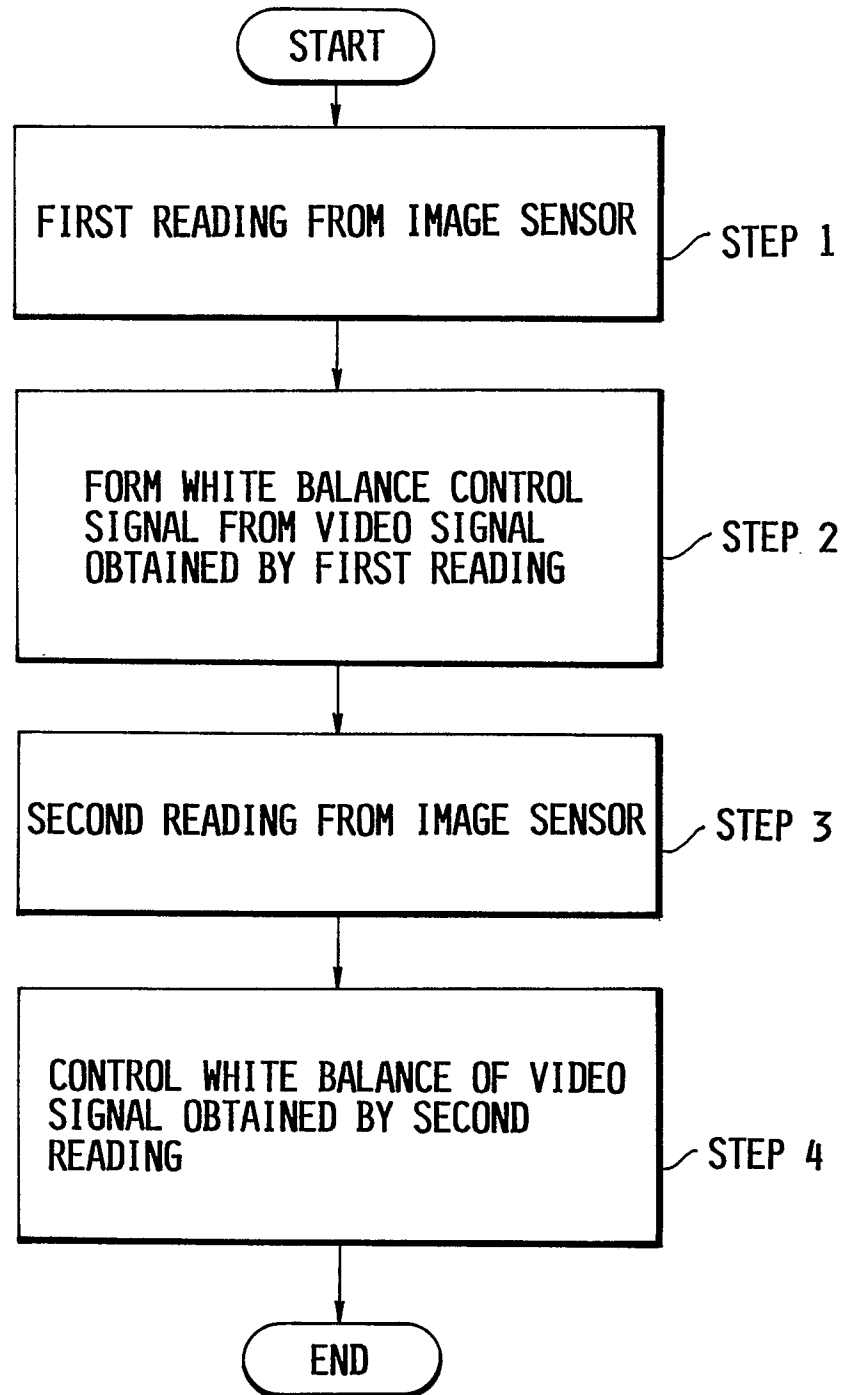 START
FIRST READING FROM IMAGE SENSOR
STEP 1
FORM WHITE BALANCE CONTROL
SIGNAL FROM VIDEO SIGNAL
OBTAINED BY FIRST READING
STEP 2
SECOND READING FROM IMAGE SENSOR
STEP 3
CONTROL WHITE BALANCE OF VIDEO
SIGNAL OBTAINED BY SECOND
READING
STEP 4
END